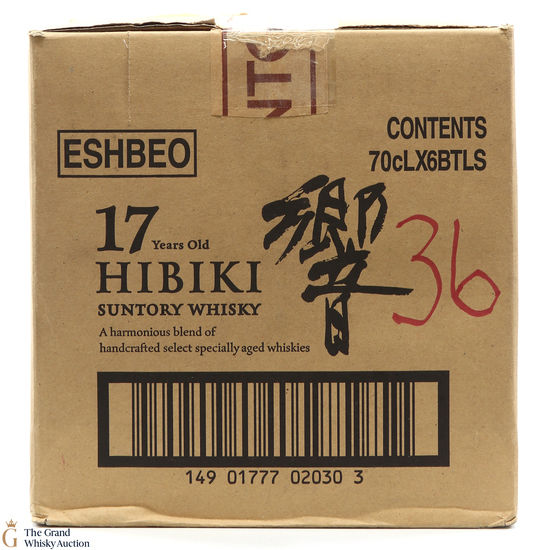 NTO
ESHBEO
CONTENTS
70cLX6BTLS
17 Years Old
HIBIKI
SUNTORY WHISKY
響
36
A harmonious blend of
handcrafted select specially aged whiskies
149 01777 02030 3
G
The Grand
Whisky Auction